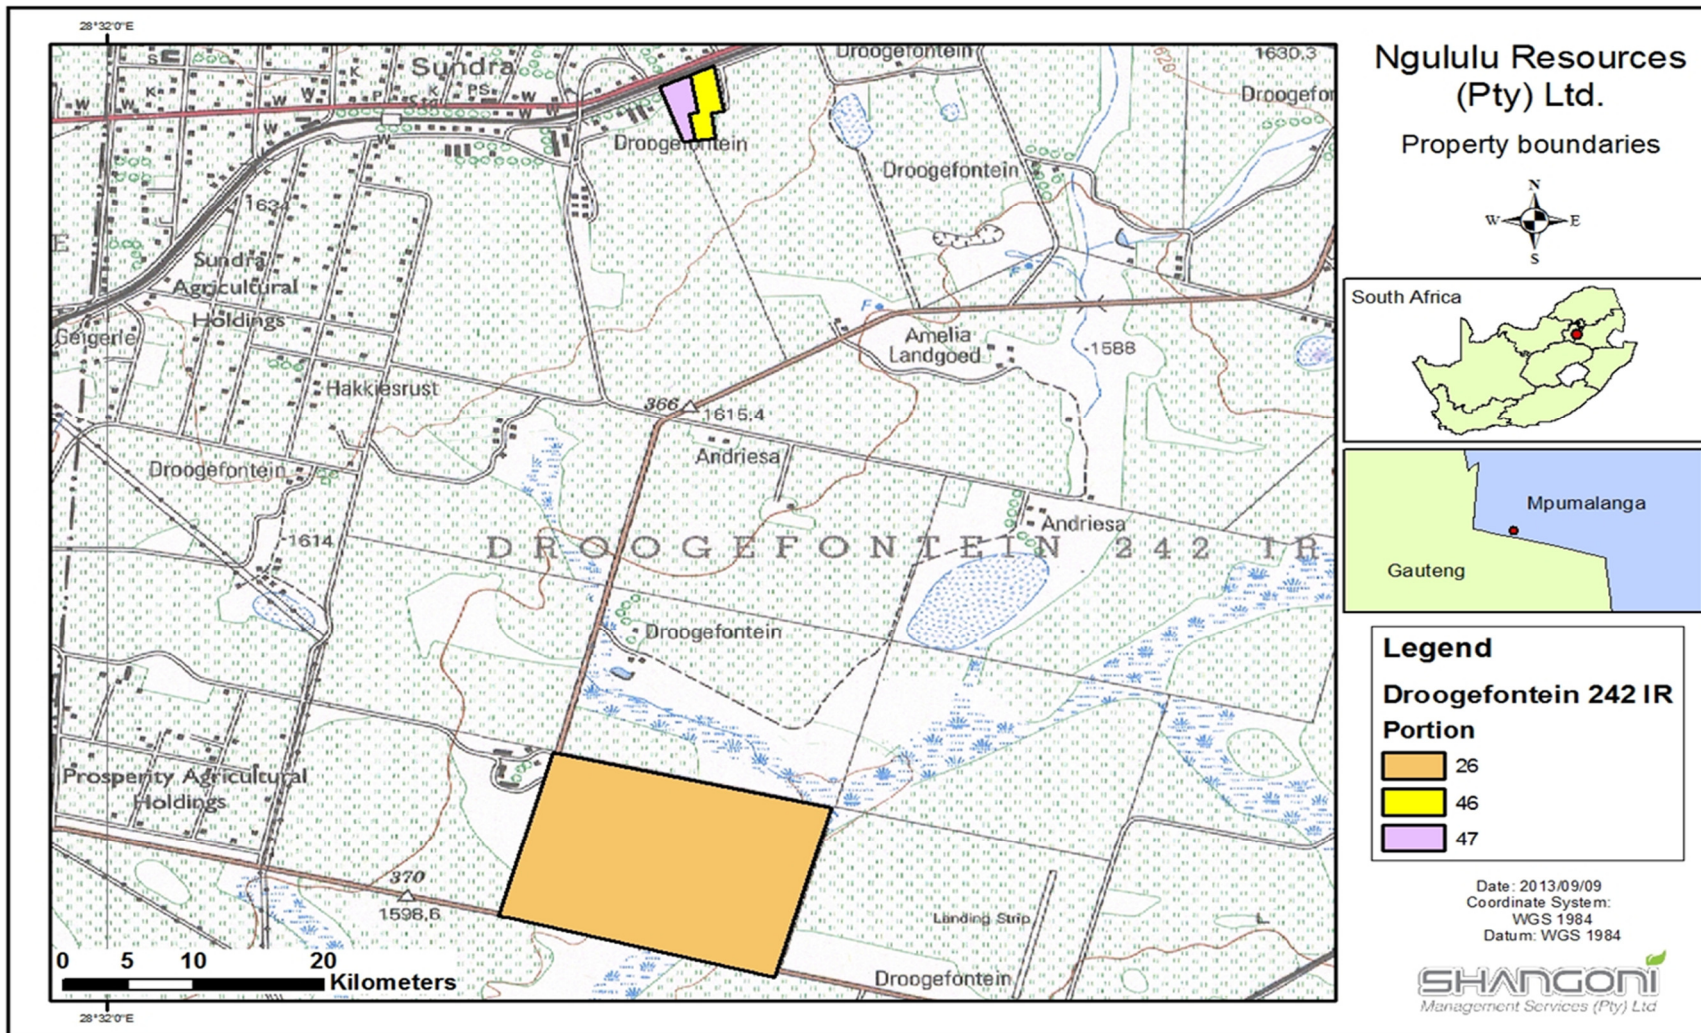 28°32'0"E
Ngululu Resources
(Pty) Ltd.
Property boundaries
N
W E
S
South Africa
Mpumalanga
Gauteng
Legend
Droogefontein 242 IR
Portion
26
46
47
Date: 2013/09/09
Coordinate System:
WGS 1984
Datum: WGS 1984
SHANGONI
Management Services (Pty) Ltd
Droogefontein
1630.3
Sundra
S
K
K
K
PS
P
W
W
W
W
W
W
W
W
Sta
620
Droogefor
Droogefontein
Droogefontein
1634
E
Sundra
Agricultural
Holdings
F
F
Geigerle
Amelia
Landgoed
1588
Hakkiesrust
366
1615,4
Andriesa
Droogefontein
Andriesa
1614
DROOGEFONTEIN 242 IR
Droogefontein
Prosperity Agricultural
Holdings
370
1598,6
Landing Strip
L
Droogefontein
0 5 10 20
Kilometers
28°32'0"E